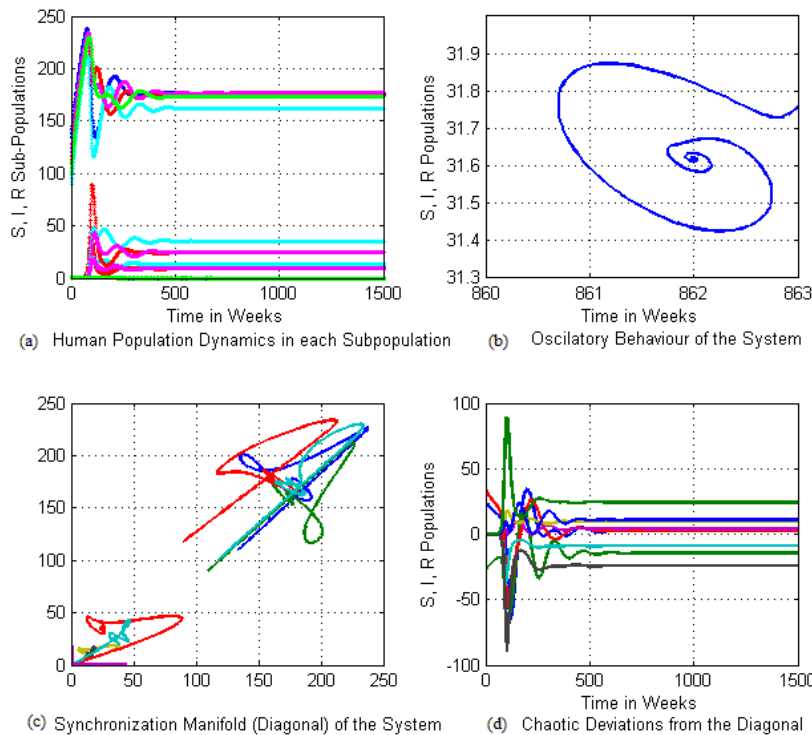 250
200
150
100
50
0
S, I, R Sub-Populations
0 500 1000 1500
Time in Weeks
(a) Human Population Dynamics in each Subpopulation
31.9
31.8
31.7
31.6
31.5
31.4
31.3
S, I, R Populations
860 861 862 863
Time in Weeks
(b) Oscilatory Behaviour of the System
250
200
150
100
50
0
0 50 100 150 200 250
(c) Synchronization Manifold (Diagonal) of the System
100
50
0
-50
-100
S, I, R Populations
0 500 1000 1500
Time in Weeks
(d) Chaotic Deviations from the Diagonal